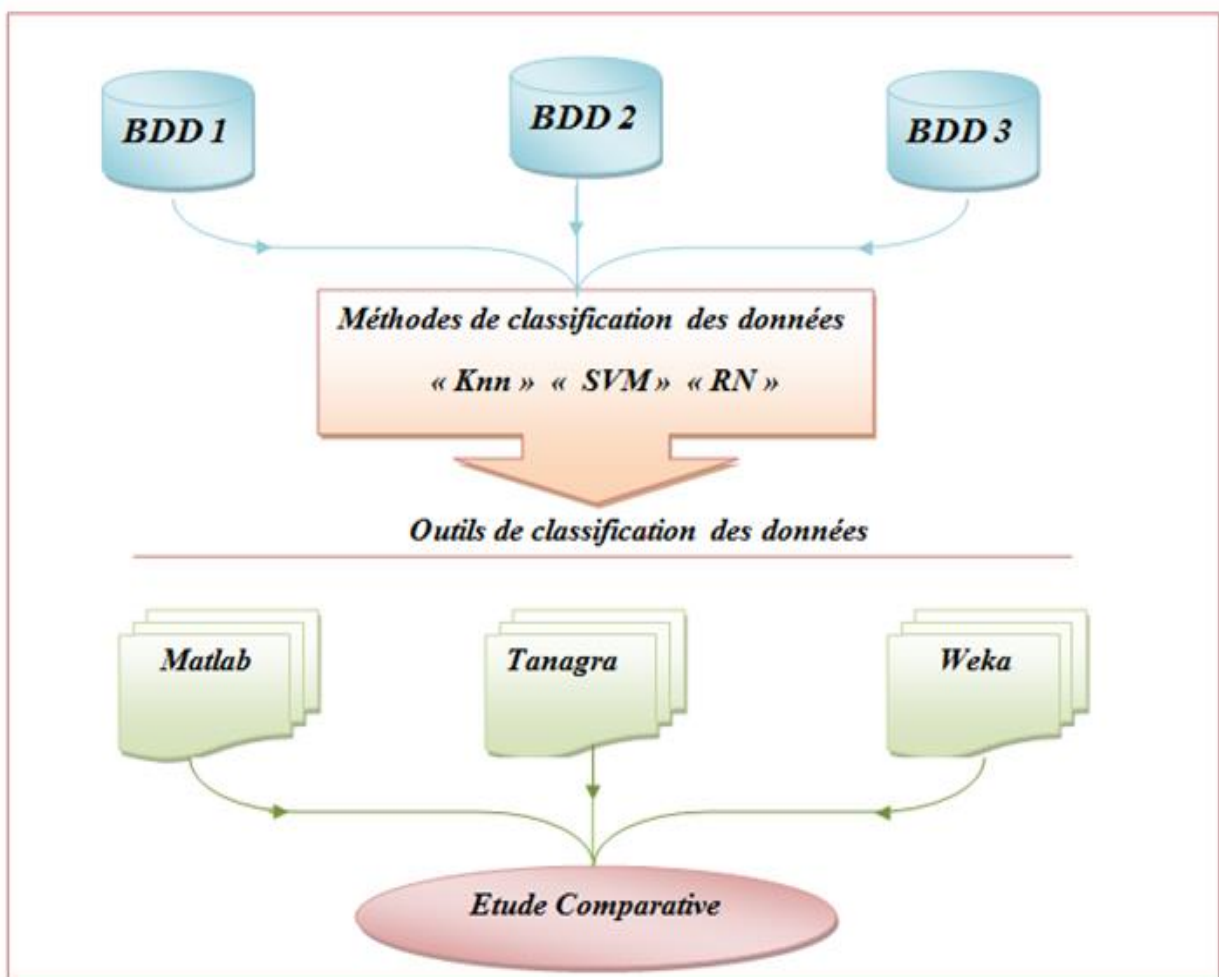 BDD 1
BDD 2
BDD 3
Méthodes de classification des données
« Knn » « SVM » « RN »
Outils de classification des données
Matlab
Tanagra
Weka
Etude Comparative